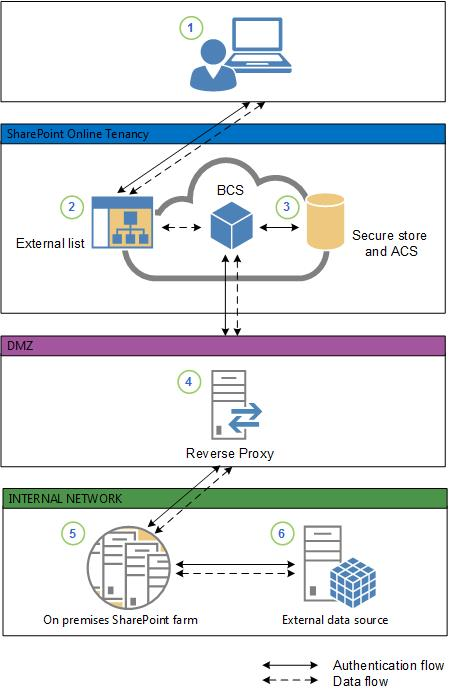 1
SharePoint Online Tenancy
BCS
2
3
External list
Secure store
and ACS
DMZ
4
Reverse Proxy
INTERNAL NETWORK
5
6
On premises SharePoint farm
External data source
Authentication flow
Data flow